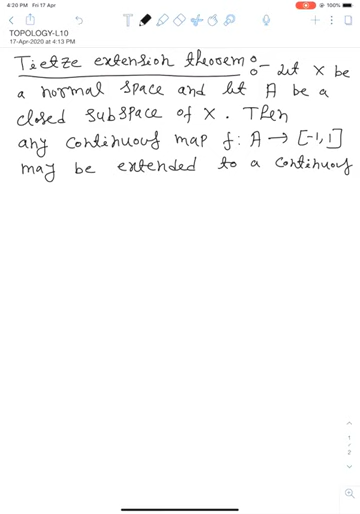 4:20 PM Fri 17 Apr
TOPOLOGY-L10
17-Apr-2020 at 4:13 PM
Tietze extension theorem :- Let X be
a normal space and let A be a
closed subspace of X. Then
any continuous map f: A → [-1, 1]
may be extended to a continuous
1
/
2